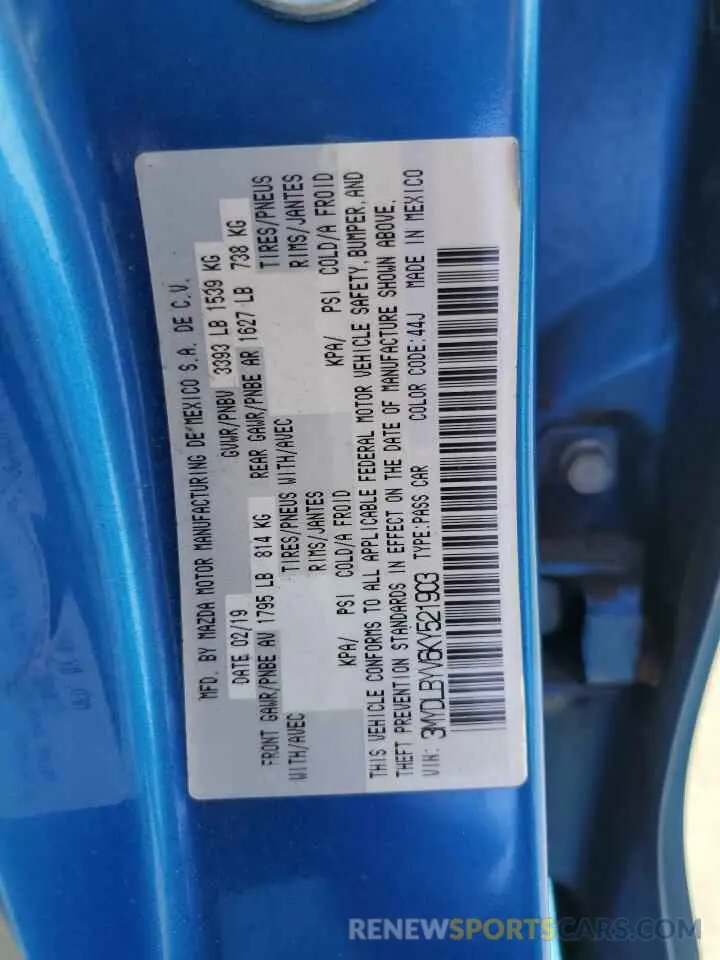 MFD. BY MAZDA MOTOR MANUFACTURING DE MEXICO S.A. DE C.V.
DATE 02/19 GVWR/PNBV 3393 LB 1539 KG
FRONT GAWR/PNBE AV 1795 LB 814 KG REAR GAWR/PNBE AR 1627 LB 738 KG
WITH/AVEC TIRES/PNEUS WITH/AVEC TIRES/PNEUS
RIMS/JANTES RIMS/JANTES
KPA/ PSI COLD/A FROID KPA/ PSI COLD/A FROID
THIS VEHICLE CONFORMS TO ALL APPLICABLE FEDERAL MOTOR VEHICLE SAFETY, BUMPER, AND
THEFT PREVENTION STANDARDS IN EFFECT ON THE DATE OF MANUFACTURE SHOWN ABOVE.
VIN: 3MYDLBYV6KY521903 TYPE:PASS CAR COLOR CODE:44J MADE IN MEXICO
RENEWSPORTSCARS.COM